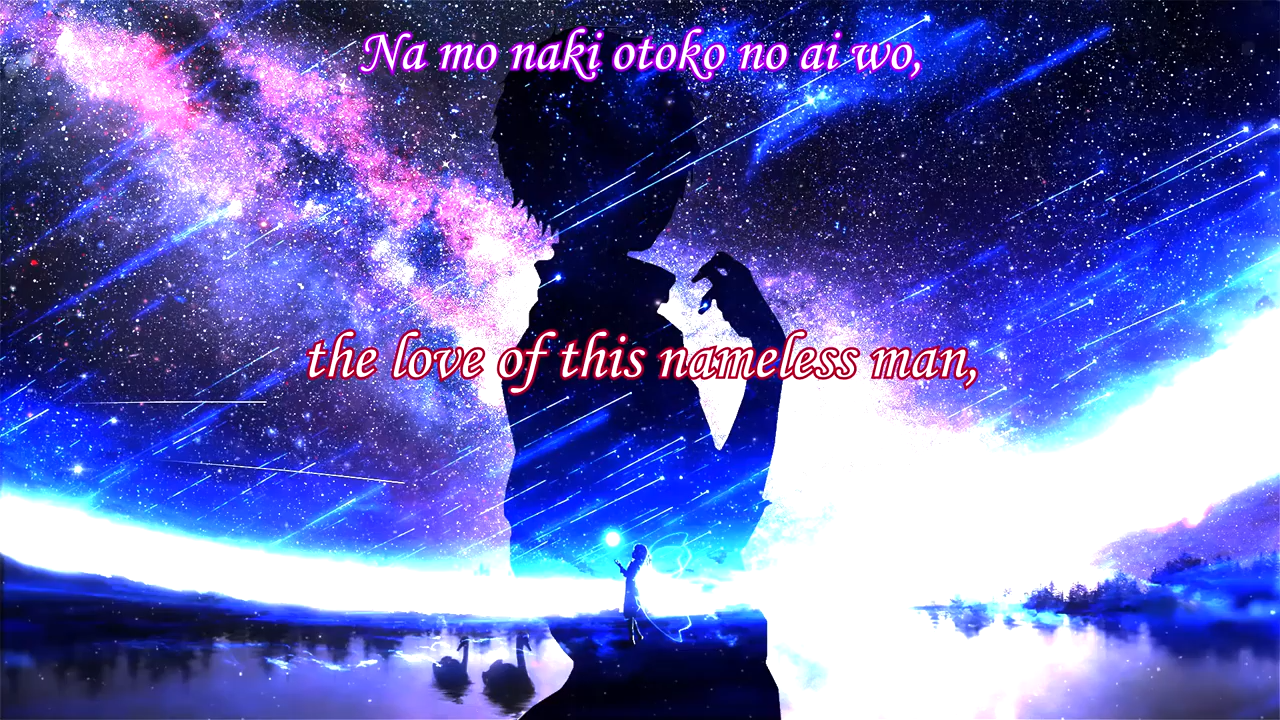 Na mo naki otoko no ai wo,
the love of this nameless man,